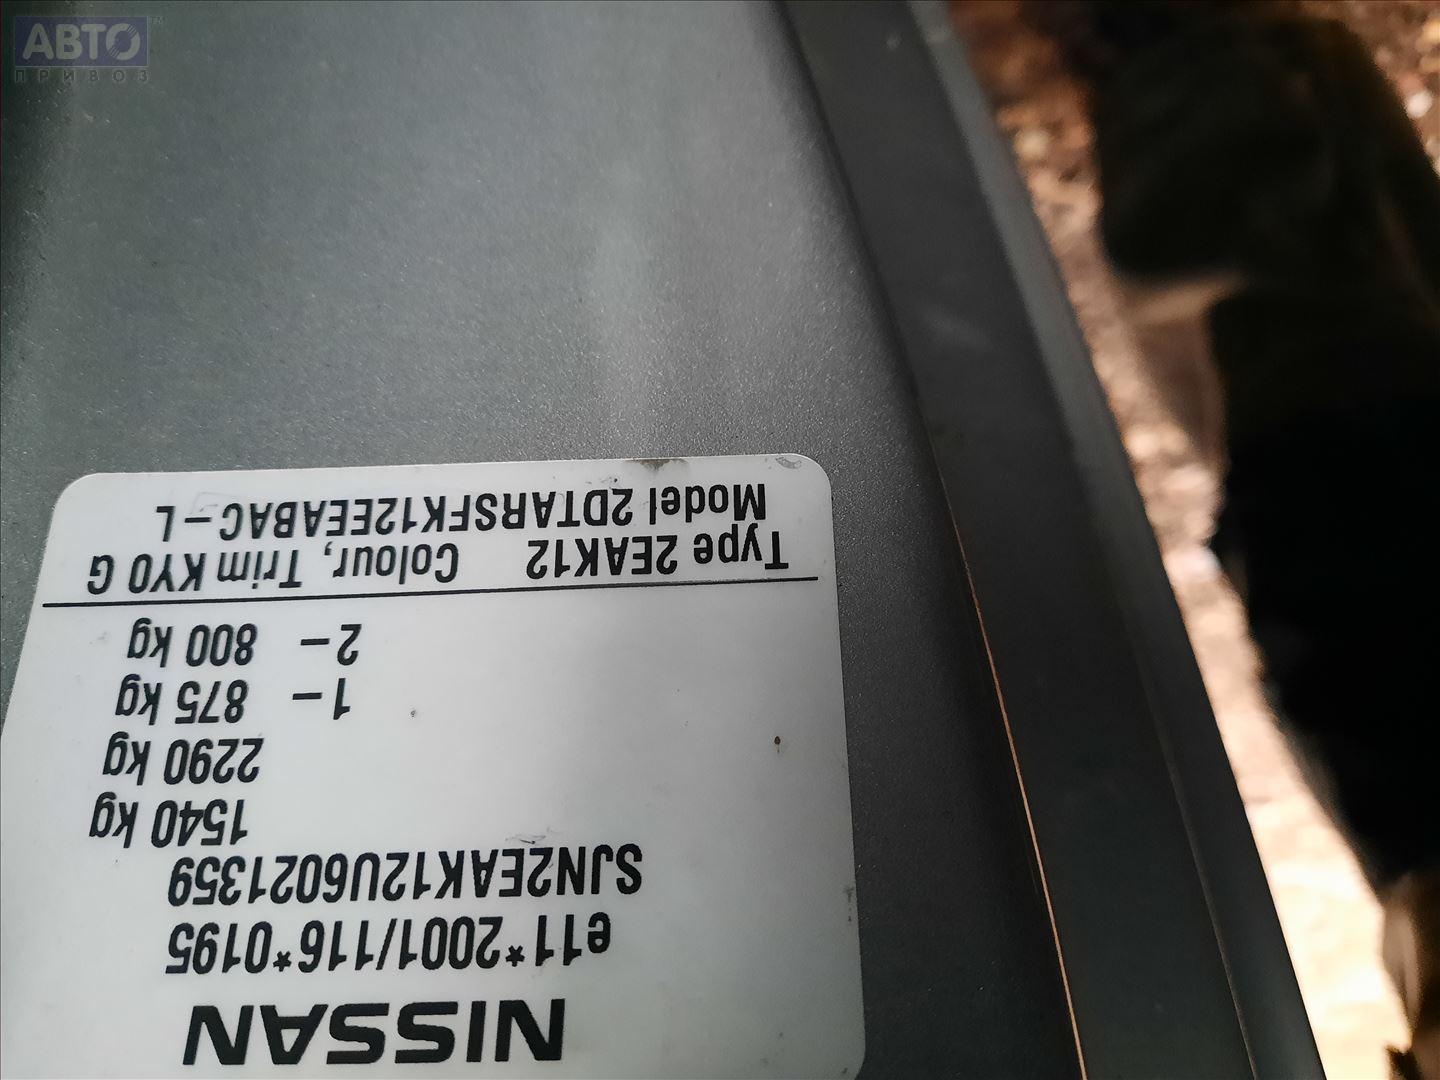 АВТО™
ПРИВОЗ
NISSAN
e11*2001/116*0195
SJN2EAK12U6021359
1540 kg
2290 kg
1– 875 kg
2– 800 kg
Type 2EAK12 Colour, Trim KY0 G
Model 2DTARSFK12EEABAC–L